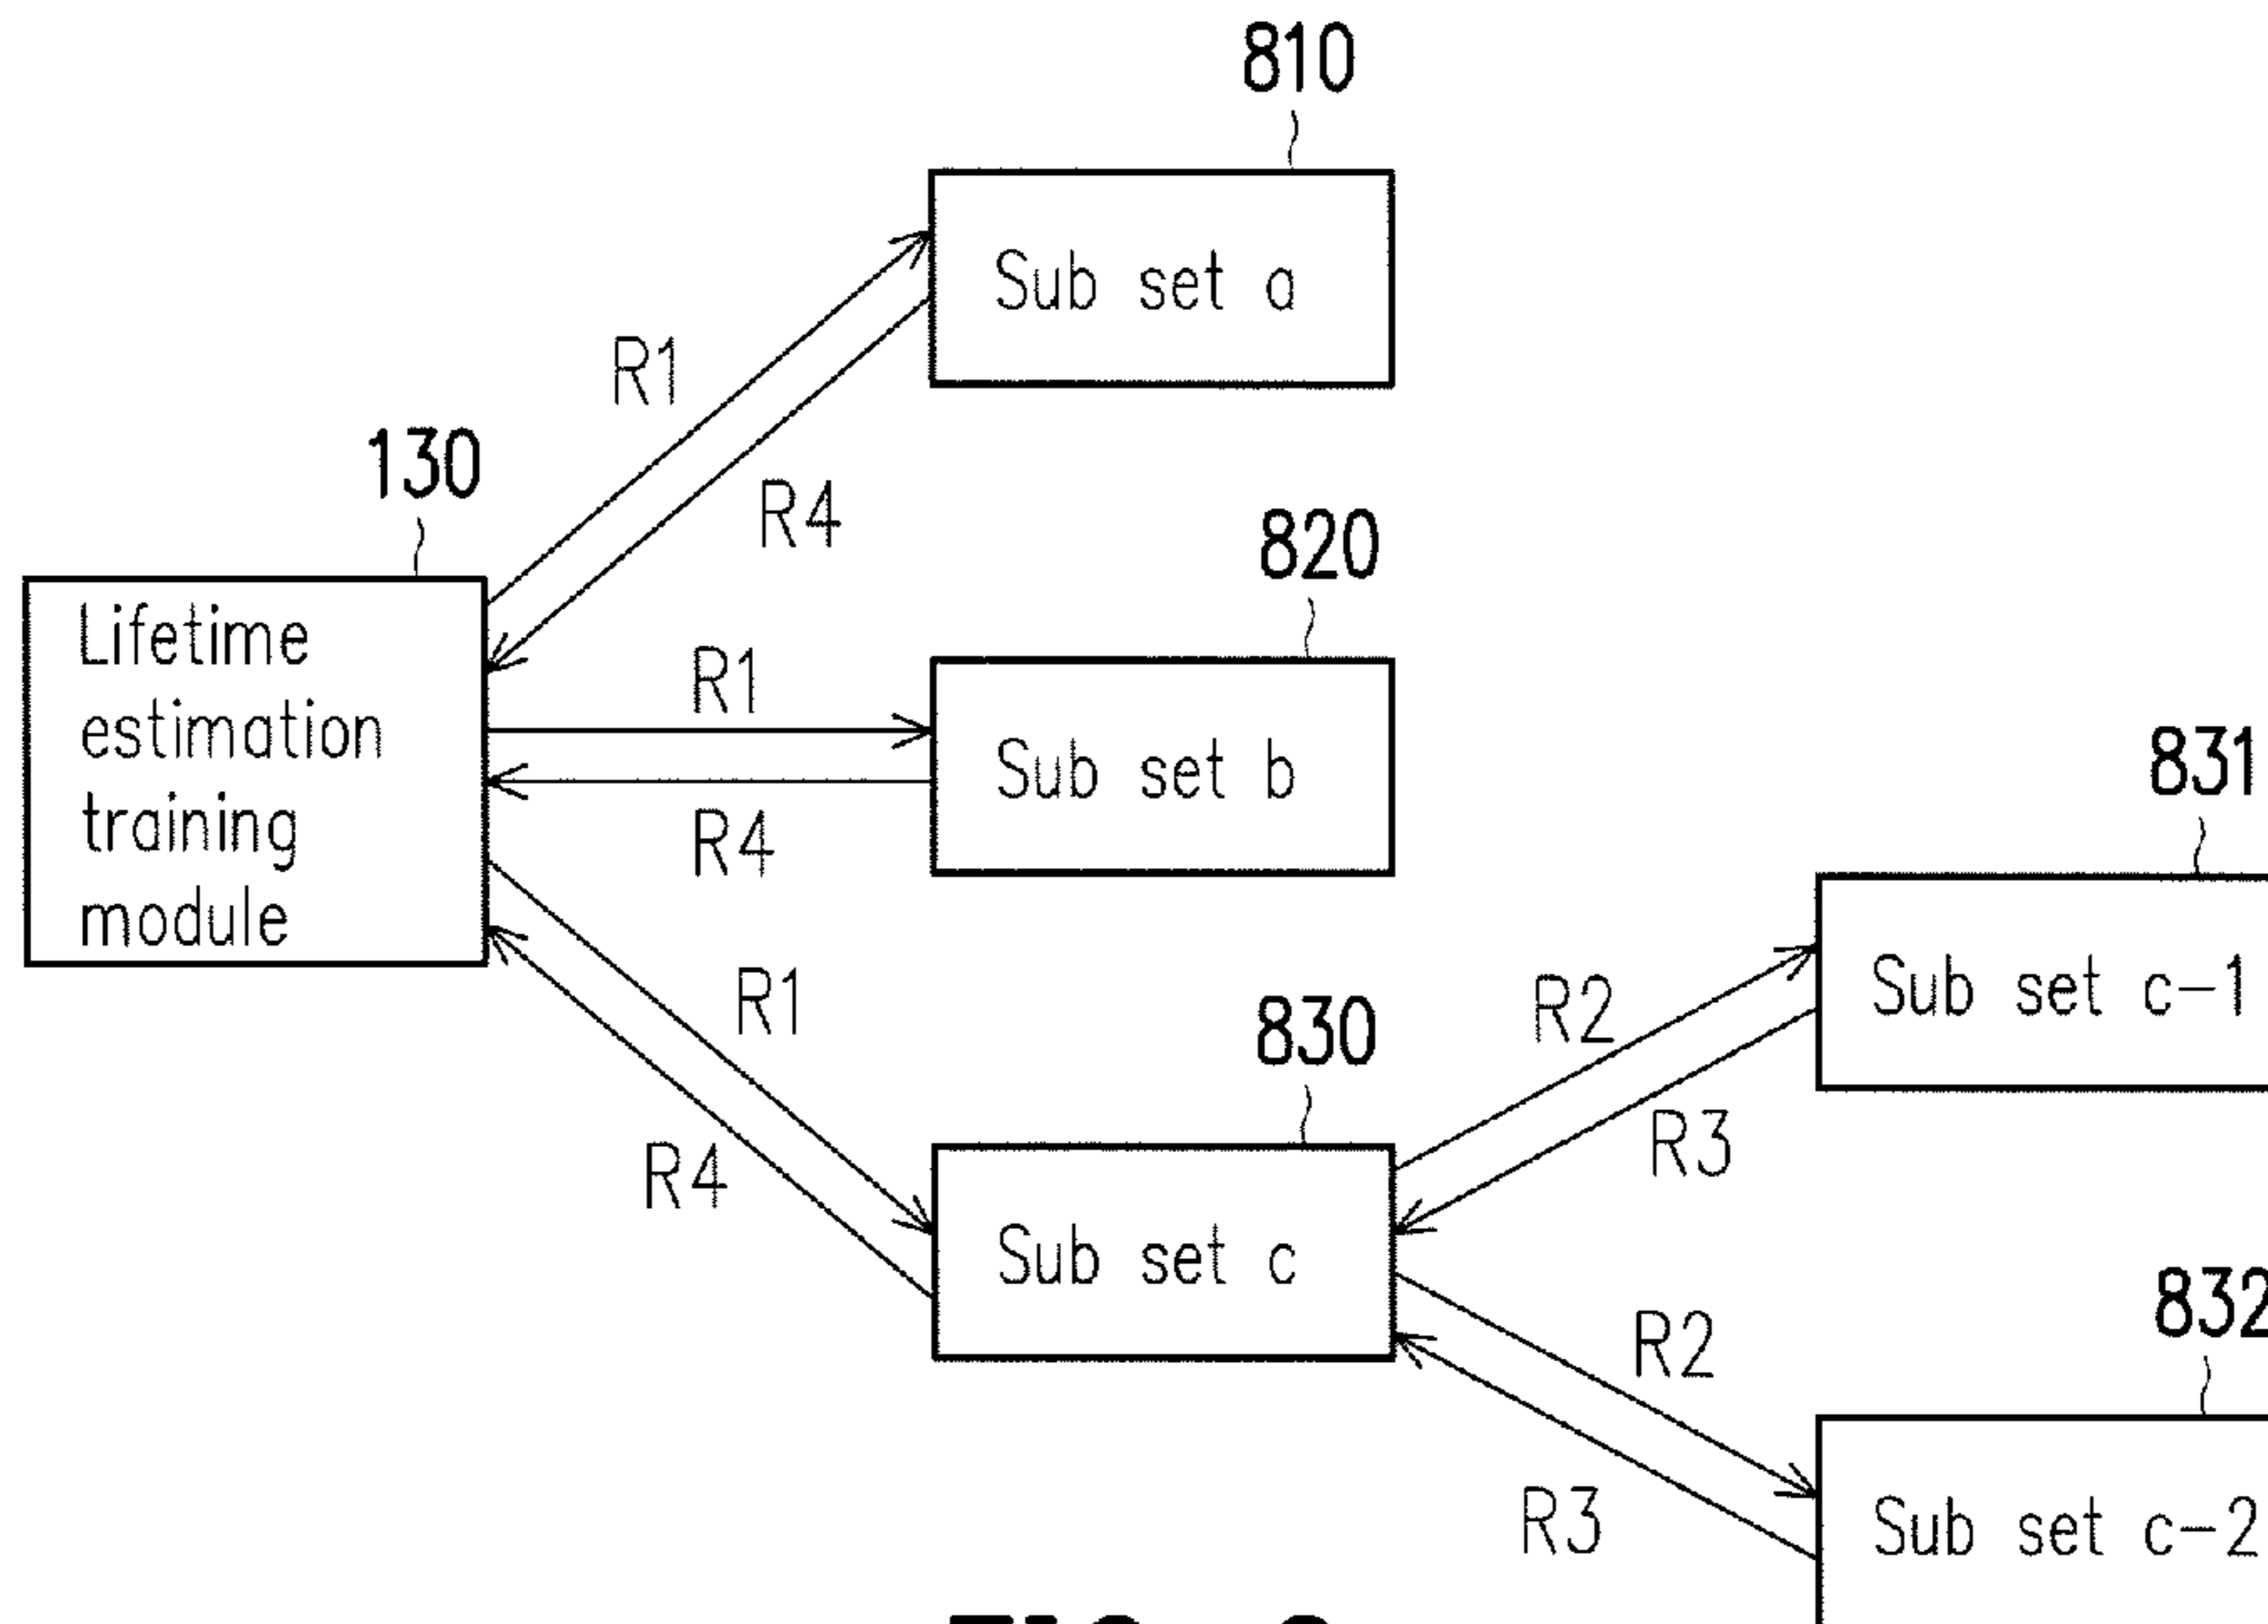 810
Sub set a
R1
R4
130
Lifetime
estimation
training
module
820
R1
Sub set b
R4
831
Sub set c-1
R1
R4
830
Sub set c
R2
R3
832
R2
R3
Sub set c-2